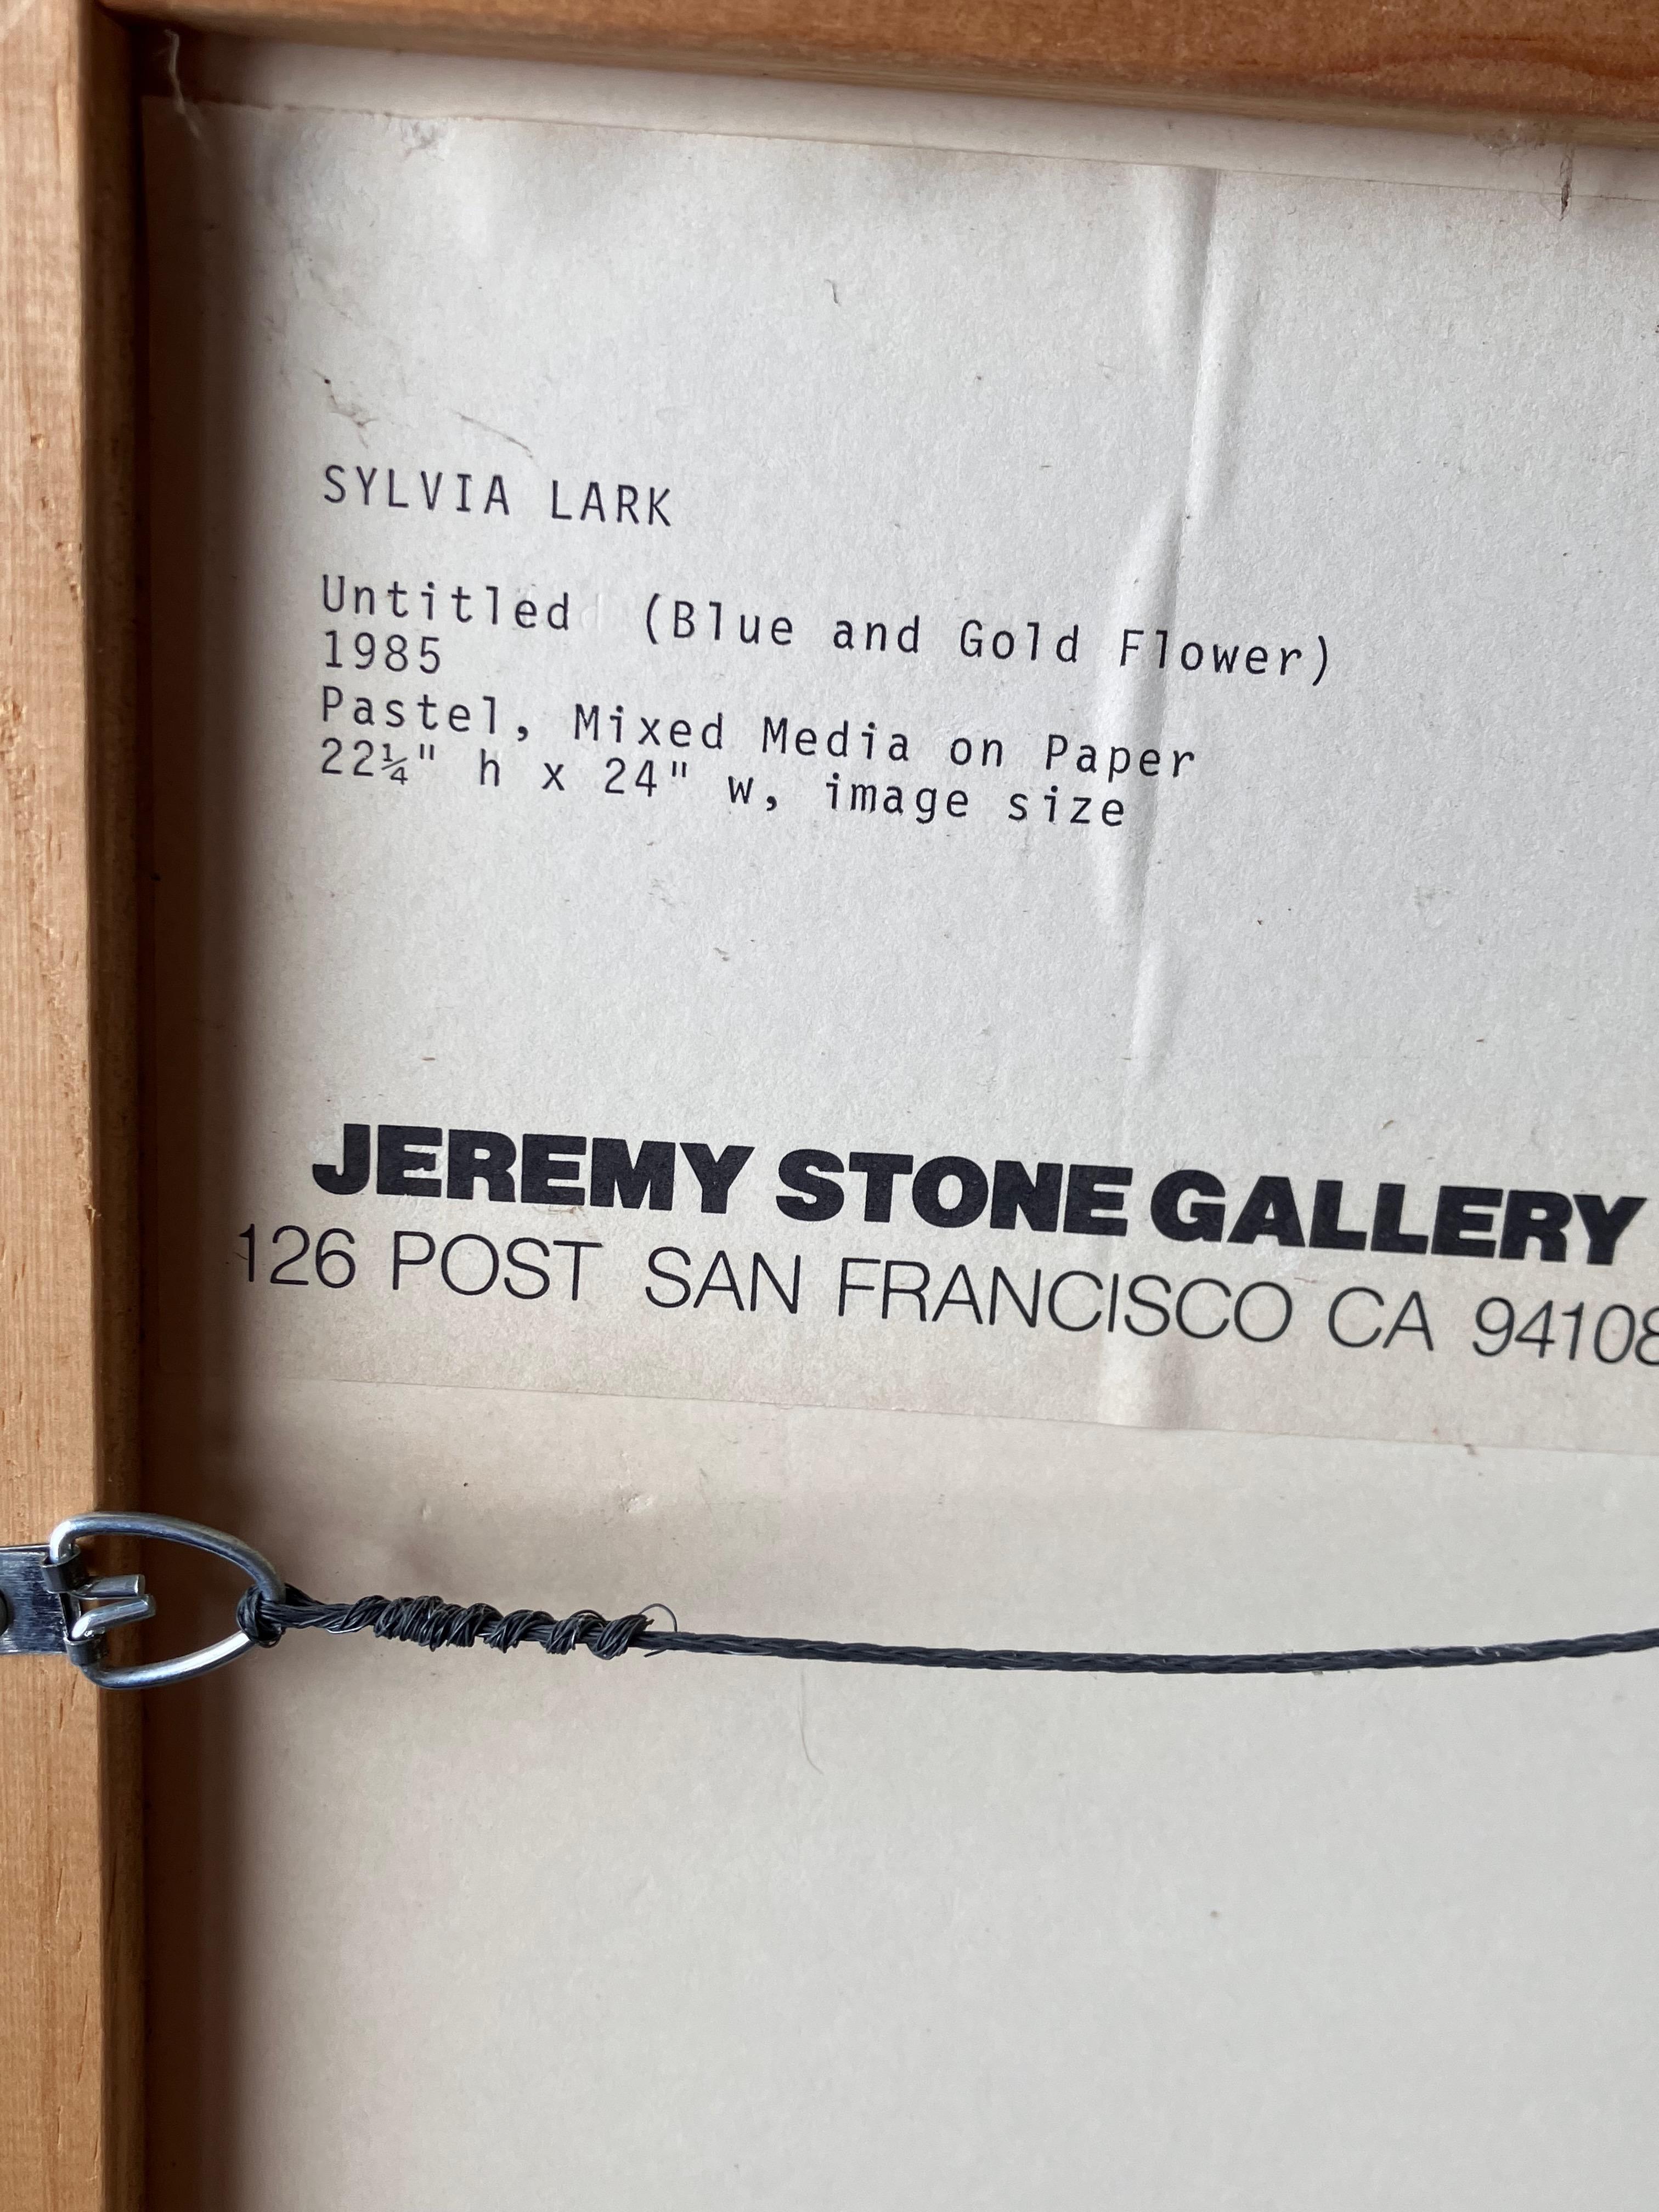 SYLVIA LARK
Untitled (Blue and Gold Flower)
1985
Pastel, Mixed Media on Paper
22¼" h x 24" w, image size
JEREMY STONE GALLERY
126 POST SAN FRANCISCO CA 94108